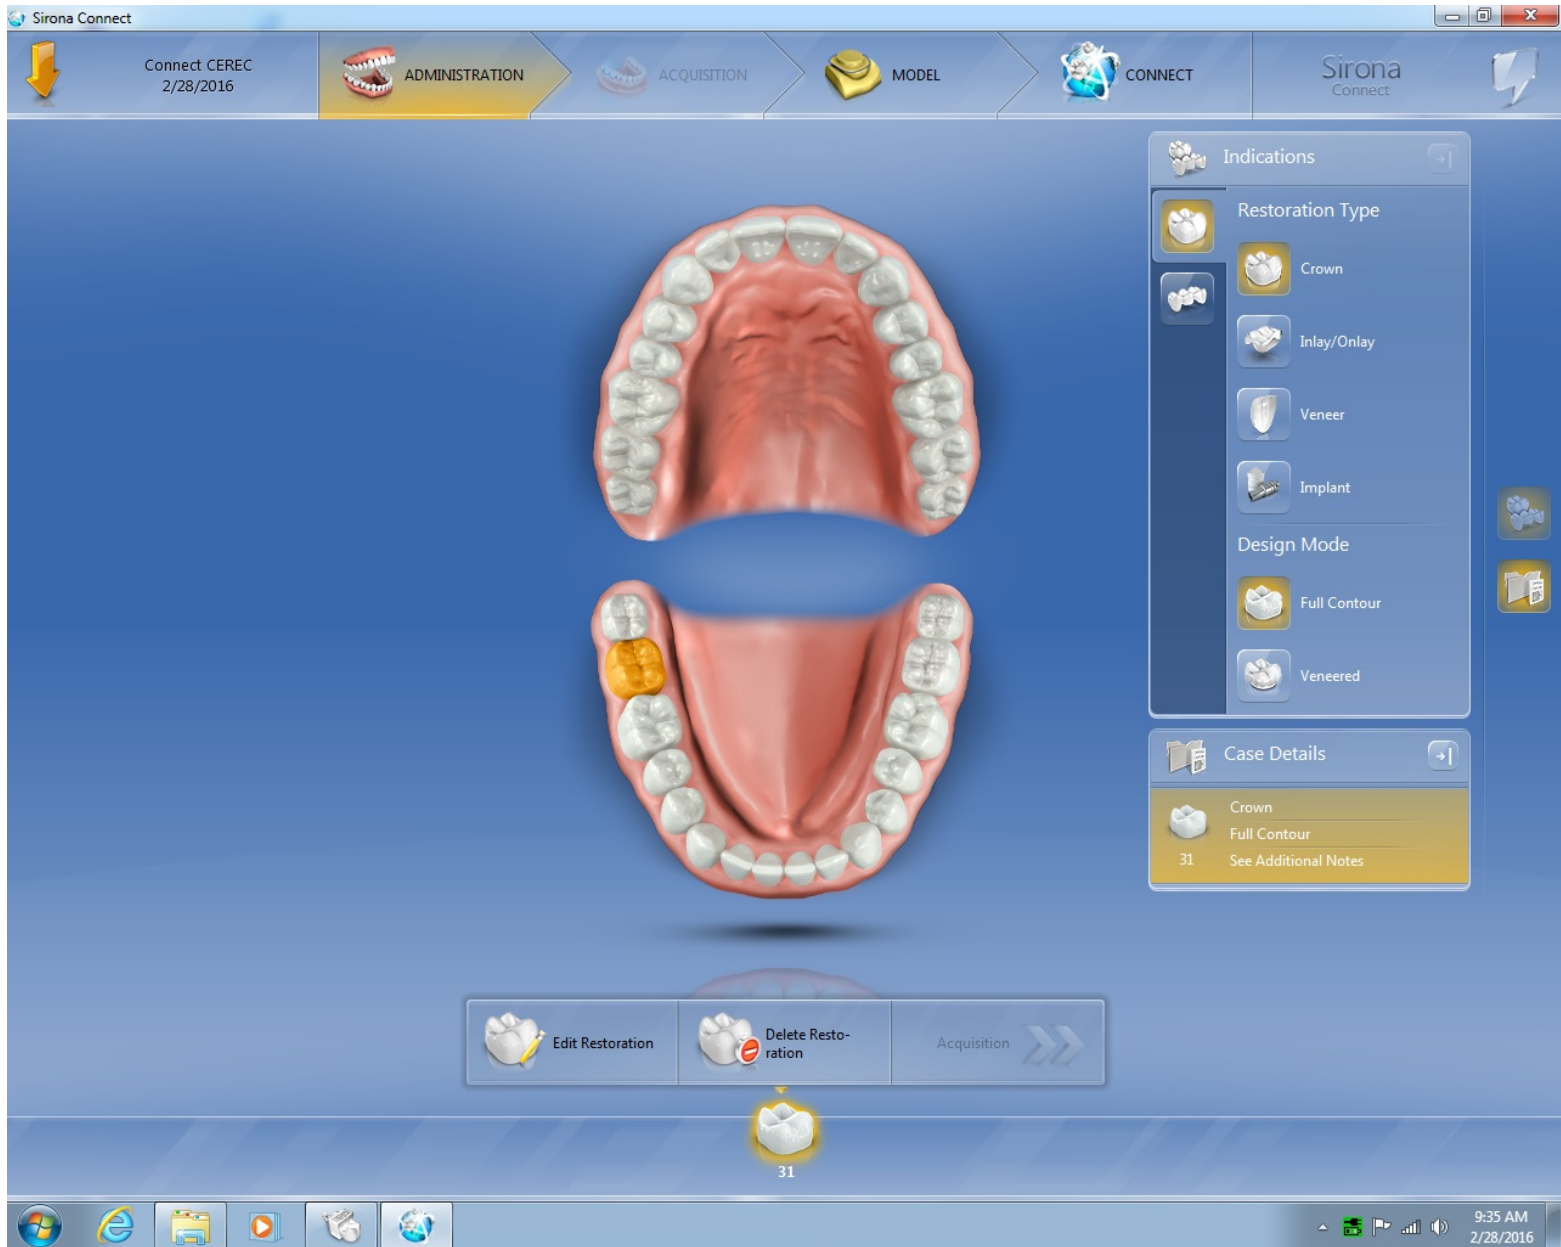 Sirona Connect
Connect CEREC
2/28/2016
ADMINISTRATION
ACQUISITION
MODEL
CONNECT
Sirona
Connect
Indications
Restoration Type
Crown
Inlay/Onlay
Veneer
Implant
Design Mode
Full Contour
Veneered
Case Details
Crown
Full Contour
31
See Additional Notes
Edit Restoration
Delete Resto-
ration
Acquisition
31
9:35 AM
2/28/2016